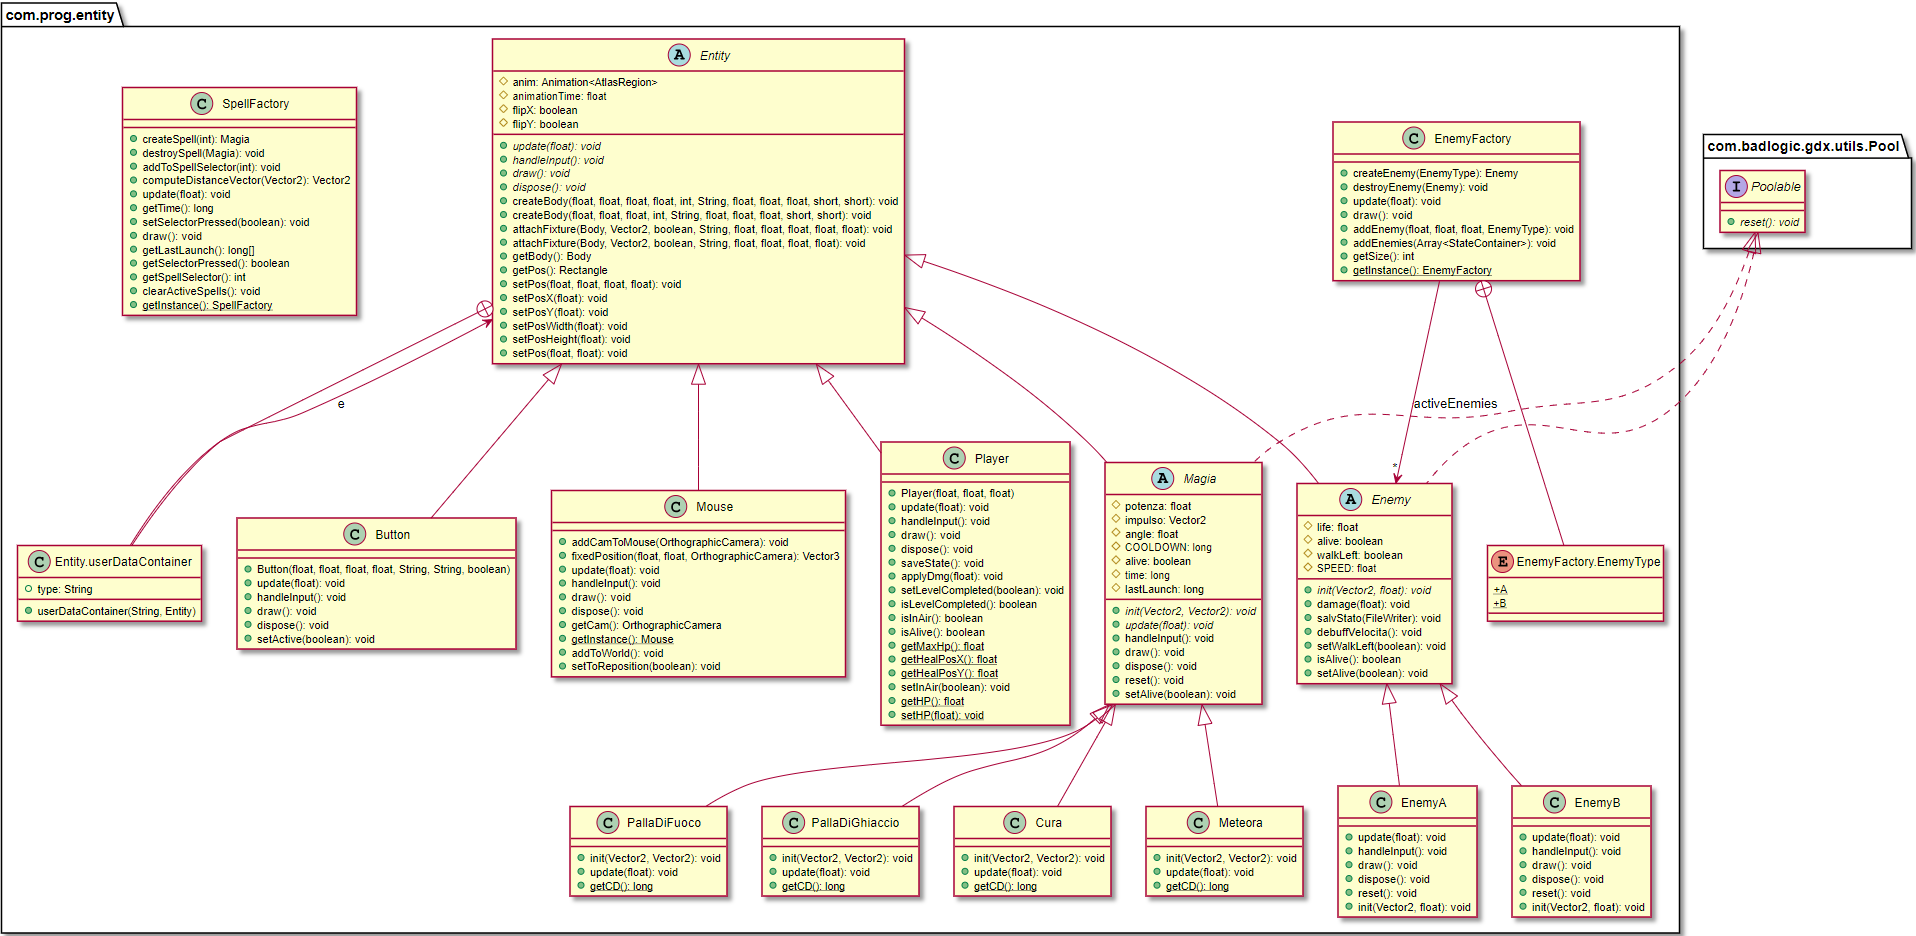 com.prog.entity
SpellFactory
createSpell(int): Magia
destroySpell(Magia): void
addToSpellSelector(int): void
computeDistanceVector(Vector2): Vector2
update(float): void
getTime(): long
setSelectorPressed(boolean): void
draw(): void
getLastLaunch(): long[]
getSelectorPressed(): boolean
getSpellSelector(): int
clearActiveSpells(): void
getInstance(): SpellFactory
A Entity
anim: Animation<AtlasRegion>
animationTime: float
flipX: boolean
flipY: boolean
update(float): void
handleInput(): void
draw(): void
dispose(): void
createBody(float, float, float, float, int, String, float, float, float, short, short): void
createBody(float, float, float, int, String, float, float, float, short, short): void
attachFixture(Body, Vector2, boolean, String, float, float, float, float, float): void
attachFixture(Body, Vector2, boolean, String, float, float, float, float): void
getBody(): Body
getPos(): Rectangle
setPos(float, float, float, float): void
setPosX(float): void
setPosY(float): void
setPosWidth(float): void
setPosHeight(float): void
setPos(float, float): void
C EnemyFactory
createEnemy(EnemyType): Enemy
destroyEnemy(Enemy): void
update(float): void
draw(): void
addEnemy(float, float, float, EnemyType): void
addEnemies(Array<StateContainer>): void
getSize(): int
getInstance(): EnemyFactory
com.badlogic.gdx.utils.Pool
I Poolable
reset(): void
e
activeEnemies
*
C Entity.userDataContainer
type: String
userDataContainer(String, Entity)
C Button
Button(float, float, float, float, String, String, boolean)
update(float): void
handleInput(): void
draw(): void
dispose(): void
setActive(boolean): void
C Mouse
addCamToMouse(OrthographicCamera): void
fixedPosition(float, float, OrthographicCamera): Vector3
update(float): void
handleInput(): void
draw(): void
dispose(): void
getCam(): OrthographicCamera
getInstance(): Mouse
addToWorld(): void
setToReposition(boolean): void
C Player
Player(float, float, float)
update(float): void
handleInput(): void
draw(): void
dispose(): void
saveState(): void
applyDmg(float): void
setLevelCompleted(boolean): void
isLevelCompleted(): boolean
isInAir(): boolean
isAlive(): boolean
getMaxHp(): float
getHealPosX(): float
getHealPosY(): float
setInAir(boolean): void
getHP(): float
setHP(float): void
A Magia
potenza: float
impulso: Vector2
angle: float
COOLDOWN: long
alive: boolean
time: long
lastLaunch: long
init(Vector2, Vector2): void
update(float): void
handleInput(): void
draw(): void
dispose(): void
reset(): void
setAlive(boolean): void
A Enemy
life: float
alive: boolean
walkLeft: boolean
SPEED: float
init(Vector2, float): void
damage(float): void
salvStato(FileWriter): void
debuffVelocita(): void
setWalkLeft(boolean): void
isAlive(): boolean
setAlive(boolean): void
E EnemyFactory.EnemyType
+A
+B
C PallaDiFuoco
init(Vector2, Vector2): void
update(float): void
getCD(): long
C PallaDiGhiaccio
init(Vector2, Vector2): void
update(float): void
getCD(): long
C Cura
init(Vector2, Vector2): void
update(float): void
getCD(): long
C Meteora
init(Vector2, Vector2): void
update(float): void
getCD(): long
C EnemyA
update(float): void
handleInput(): void
draw(): void
dispose(): void
reset(): void
init(Vector2, float): void
C EnemyB
update(float): void
handleInput(): void
draw(): void
dispose(): void
reset(): void
init(Vector2, float): void